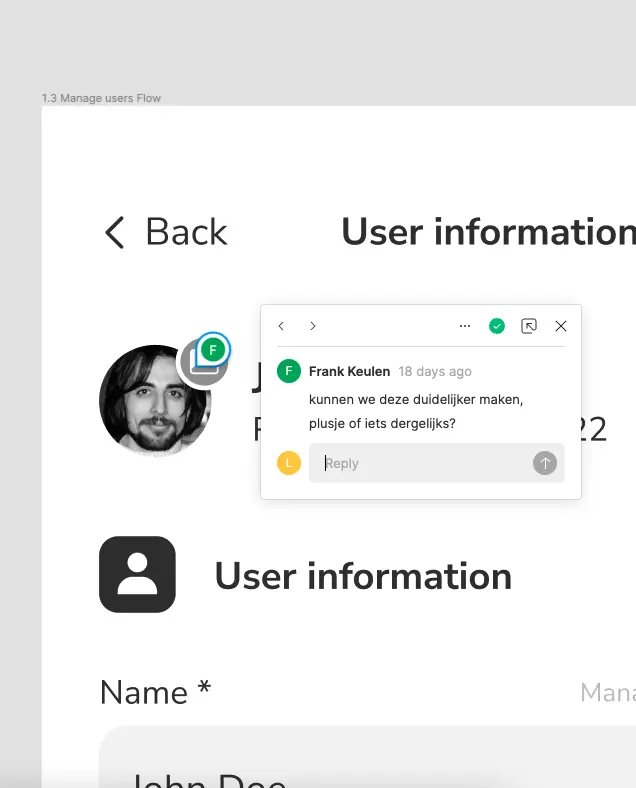 1.3 Manage users Flow
Back
User information
F
F Frank Keulen 18 days ago
kunnen we deze duidelijker maken,
plusje of iets dergelijks?
22
L Reply
User information
Name *
John Doe